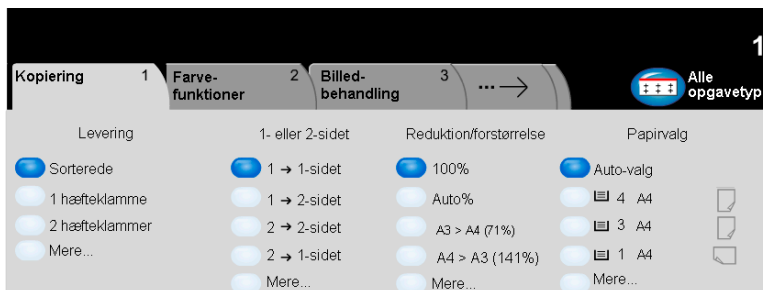 1
Kopiering 1
Farve-
funktioner 2
Billed-
behandling 3
... →
Alle
opgavetyp
Levering
Sorterede
1 hæfteklamme
2 hæfteklammer
Mere...
1- eller 2-sidet
1 → 1-sidet
1 → 2-sidet
2 → 2-sidet
2 → 1-sidet
Mere...
Reduktion/forstørrelse
100%
Auto%
A3 > A4 (71%)
A4 > A3 (141%)
Mere...
Papirvalg
Auto-valg
4 A4
3 A4
1 A4
Mere...